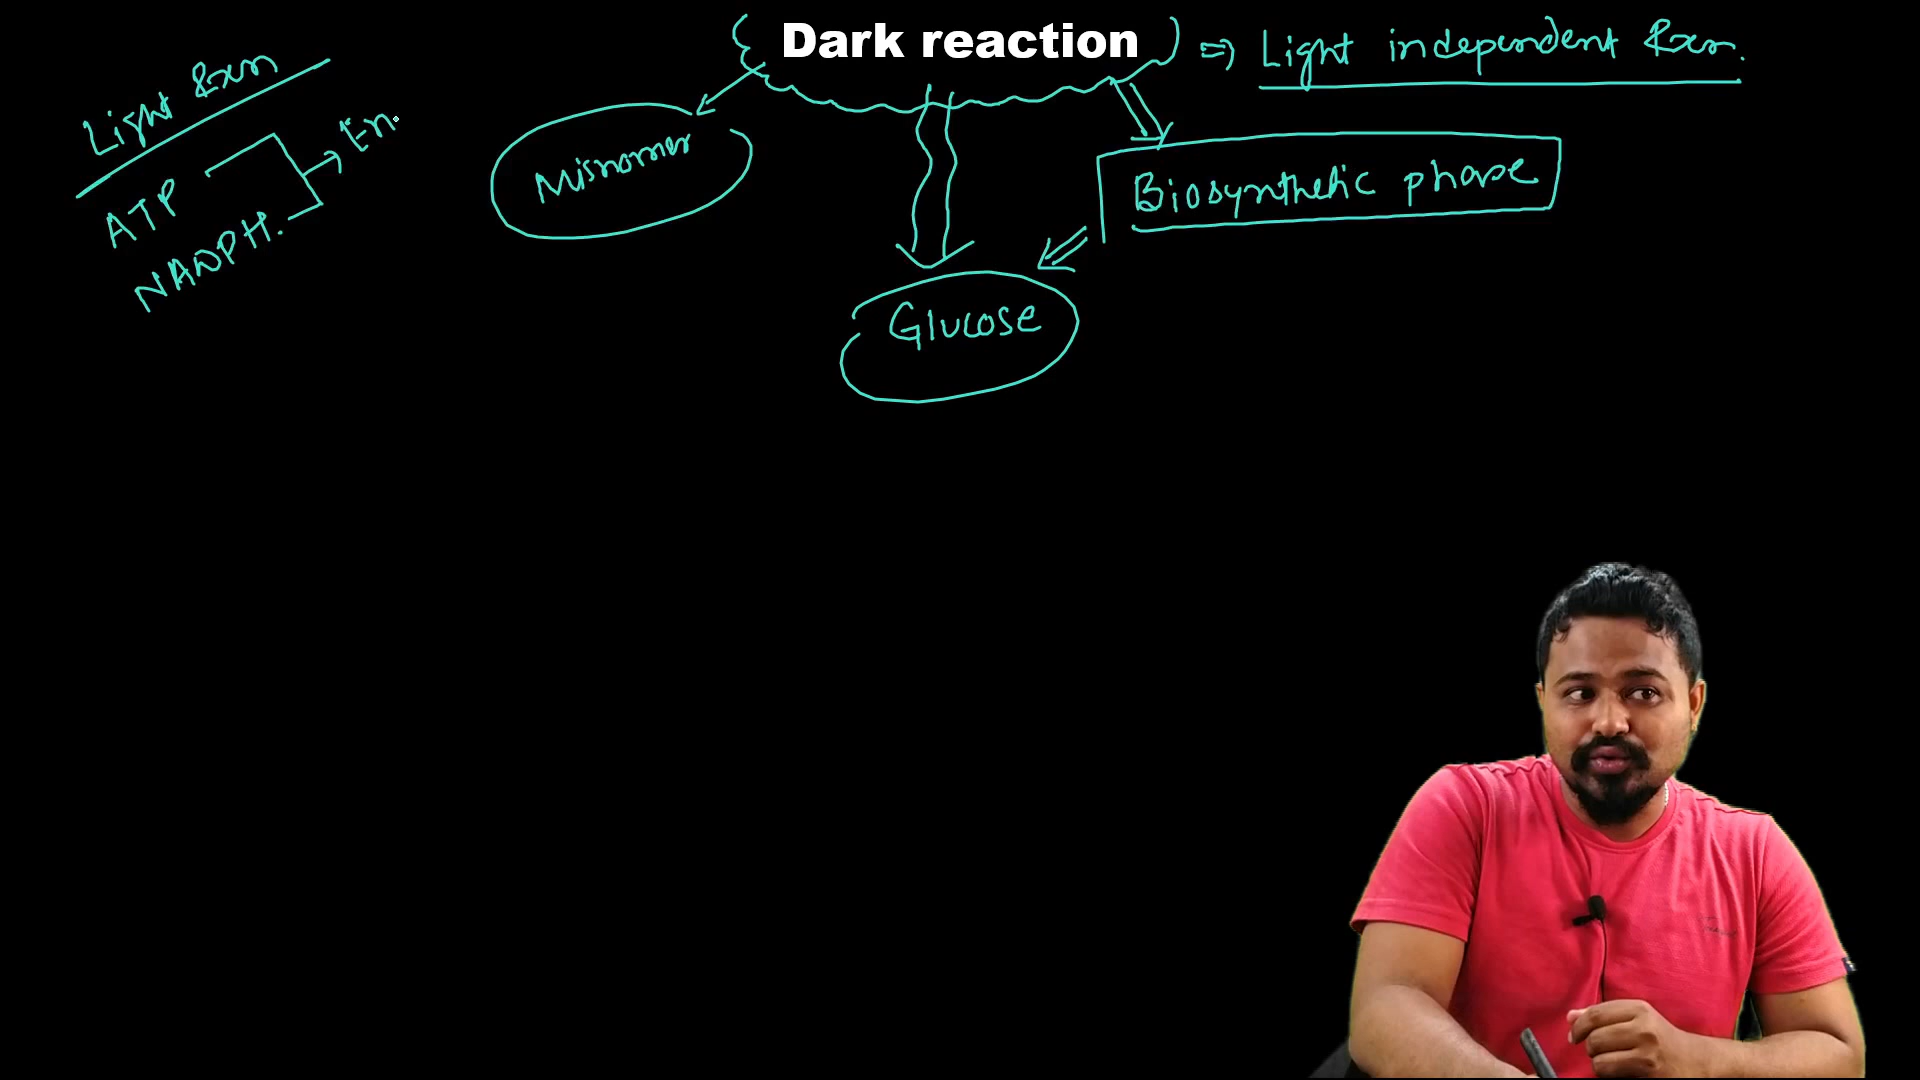 Dark reaction ⇒ Light independent Rxn.
Light Rxn
ATP
NADPH.
En.
Misnomer
Biosynthetic phase
Glucose